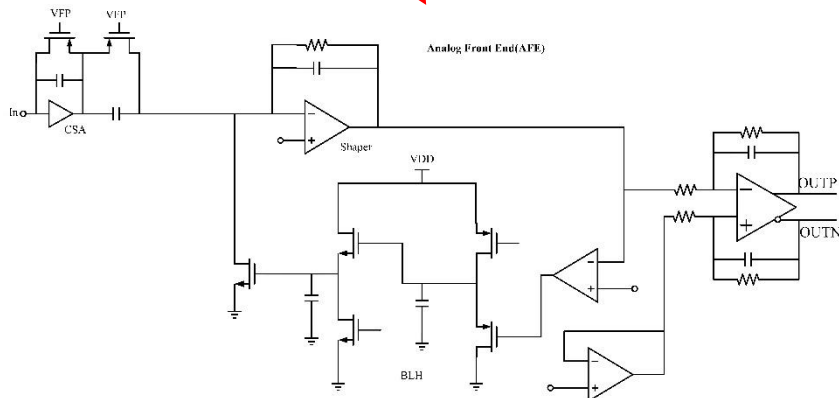 VFP
VFP
Analog Front End(AFE)
In
CSA
Shaper
VDD
OUTP
OUTN
BLH